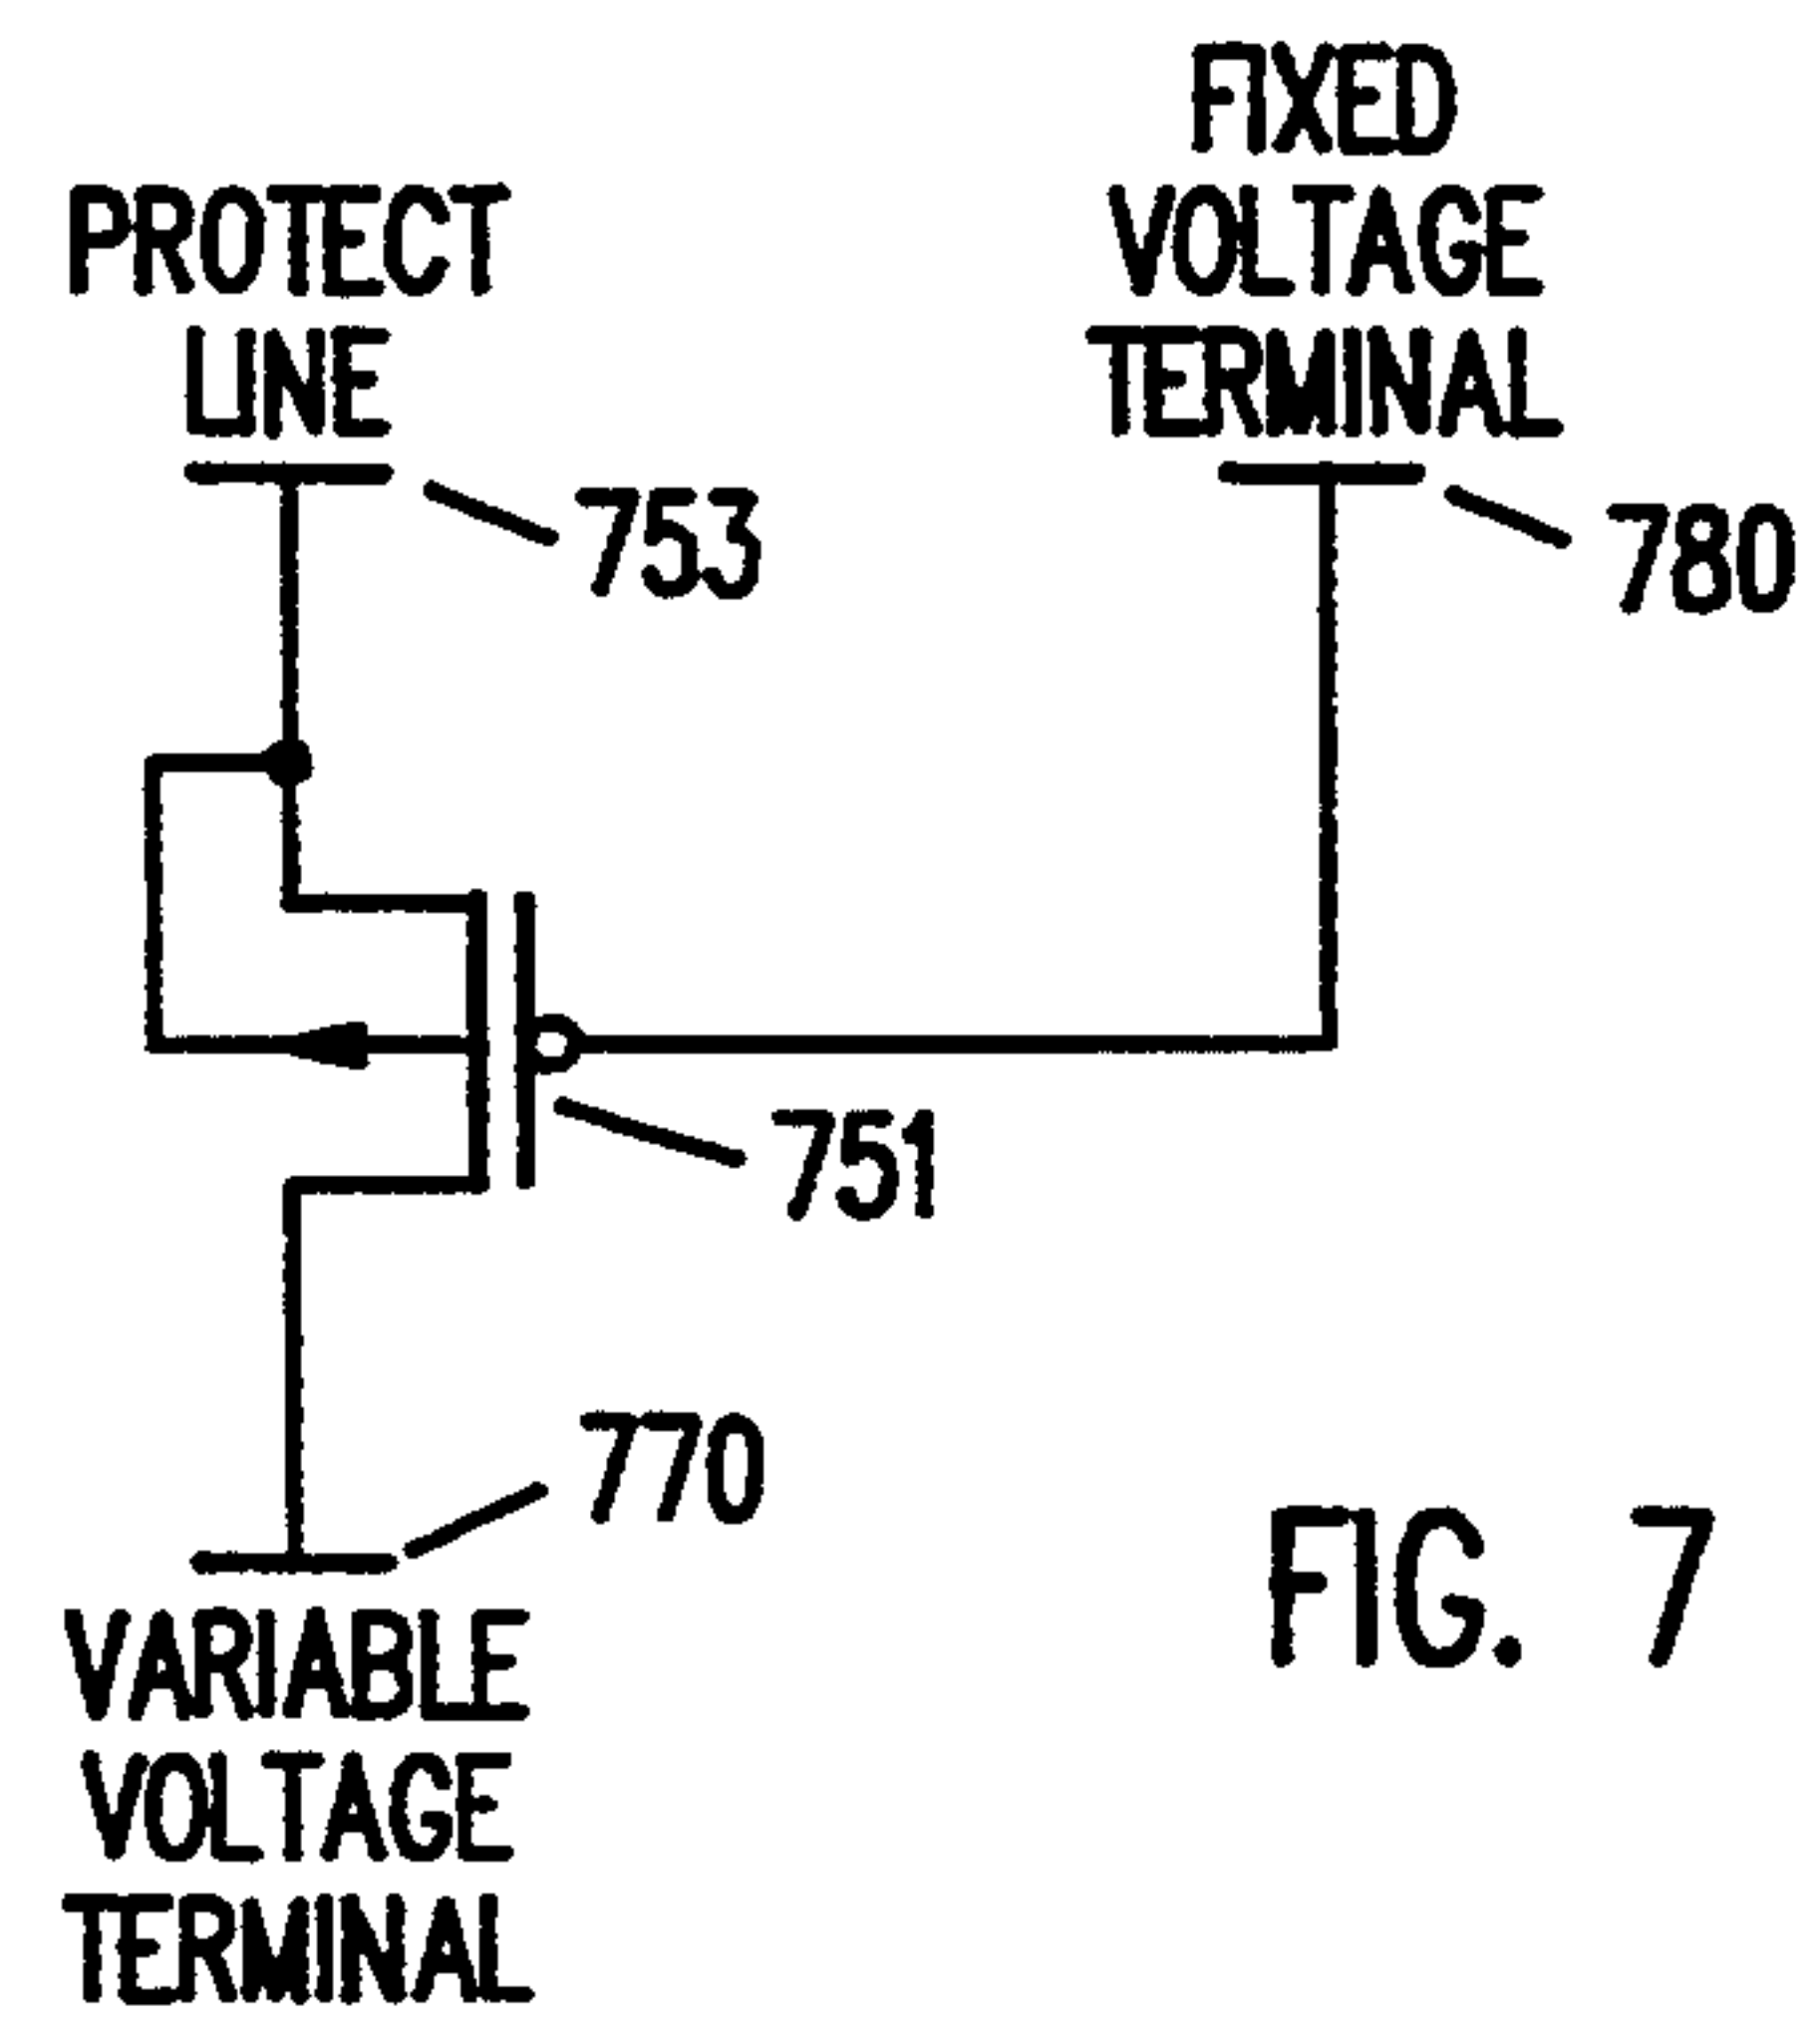 PROTECT
LINE
753
FIXED
VOLTAGE
TERMINAL
780
751
770
VARIABLE
VOLTAGE
TERMINAL
FIG. 7